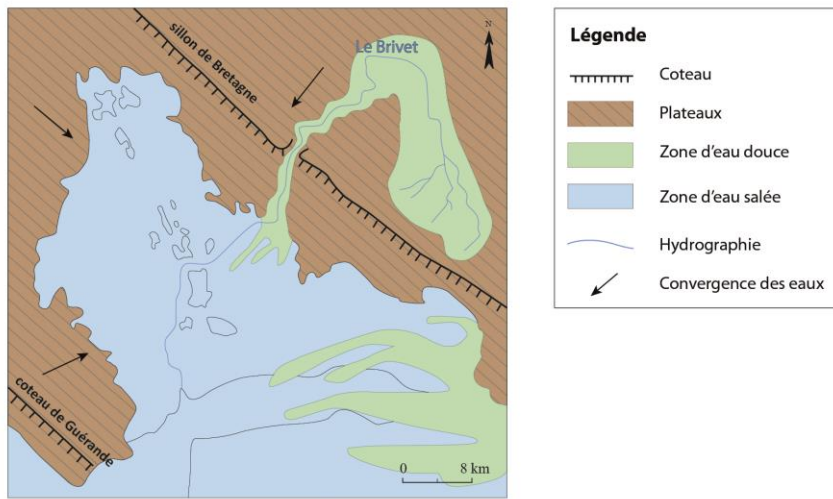 sillon de Bretagne
Le Brivet
N
coteau de Guérande
0 8 km
Légende
Coteau
Plateaux
Zone d'eau douce
Zone d'eau salée
Hydrographie
Convergence des eaux